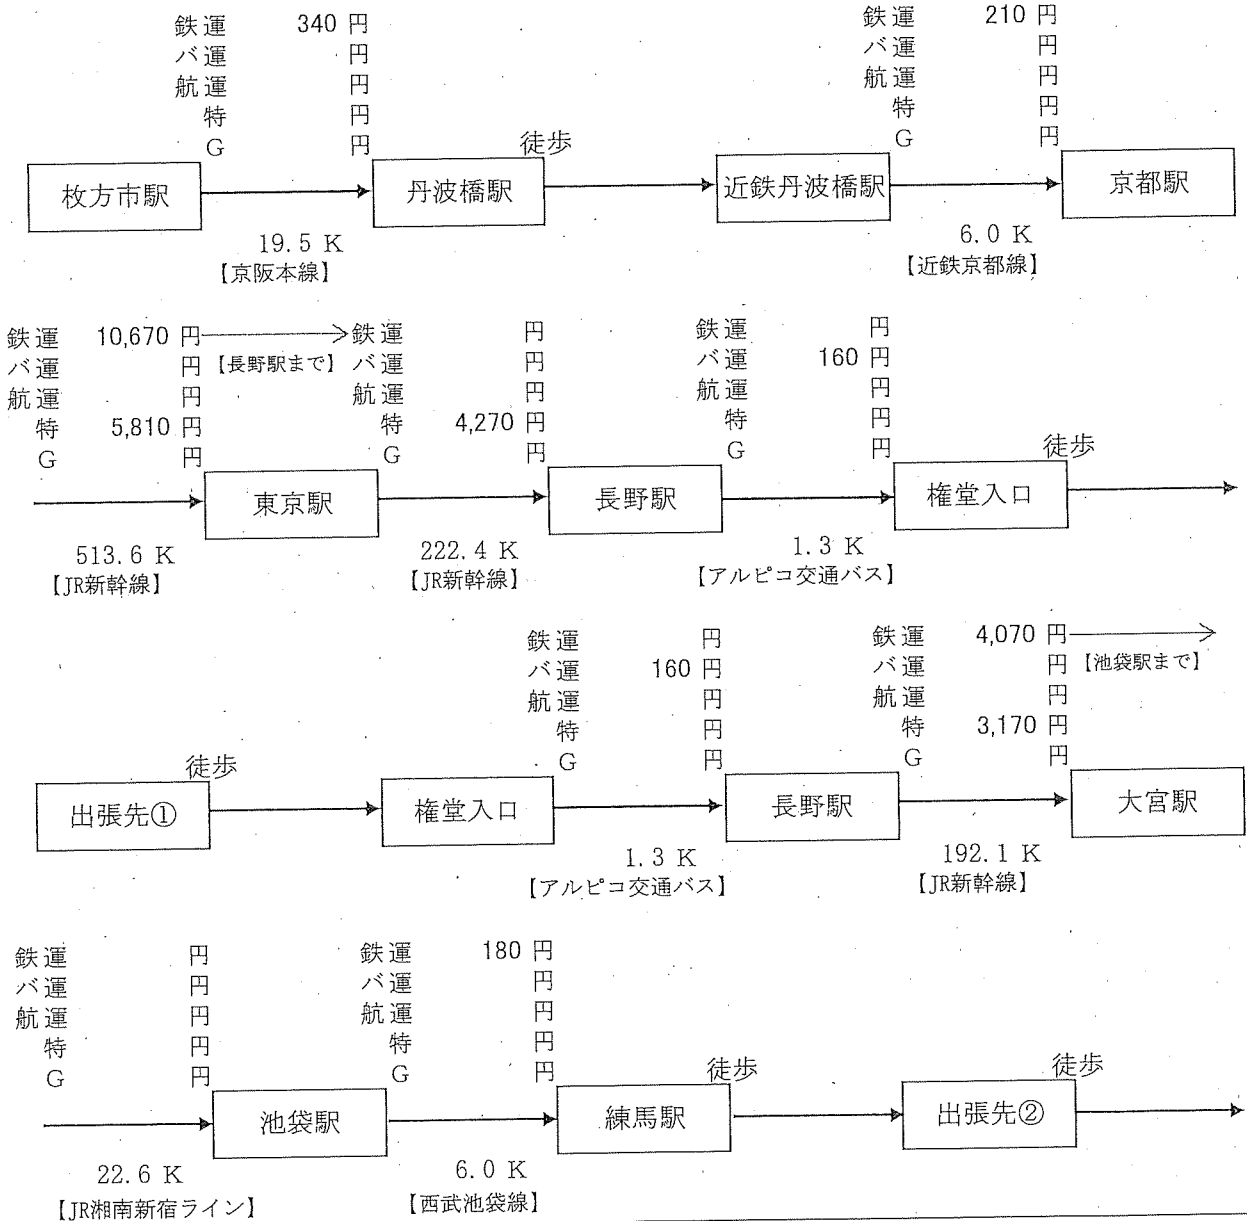 鉄運 340 円
バ運 円
航運 円
特 円
G 円
鉄運 210 円
バ運 円
航運 円
特 円
G 円
徒歩
枚方市駅 丹波橋駅 近鉄丹波橋駅 京都駅
19.5 K
【京阪本線】
6.0 K
【近鉄京都線】
鉄運 10,670 円
バ運 円
航運 円
特 5,810 円
G 円
【長野駅まで】
鉄運 円
バ運 円
航運 円
特 4,270 円
G 円
鉄運 円
バ運 160 円
航運 円
特 円
G 円
徒歩
東京駅 長野駅 権堂入口
513.6 K
【JR新幹線】
222.4 K
【JR新幹線】
1.3 K
【アルピコ交通バス】
鉄運 円
バ運 160 円
航運 円
特 円
G 円
鉄運 4,070 円
バ運 円
航運 円
特 3,170 円
G 円
【池袋駅まで】
徒歩
出張先① 権堂入口 長野駅 大宮駅
1.3 K
【アルピコ交通バス】
192.1 K
【JR新幹線】
鉄運 円
バ運 円
航運 円
特 円
G 円
鉄運 180 円
バ運 円
航運 円
特 円
G 円
徒歩
徒歩
池袋駅 練馬駅 出張先②
22.6 K
【JR湘南新宿ライン】
6.0 K
【西武池袋線】